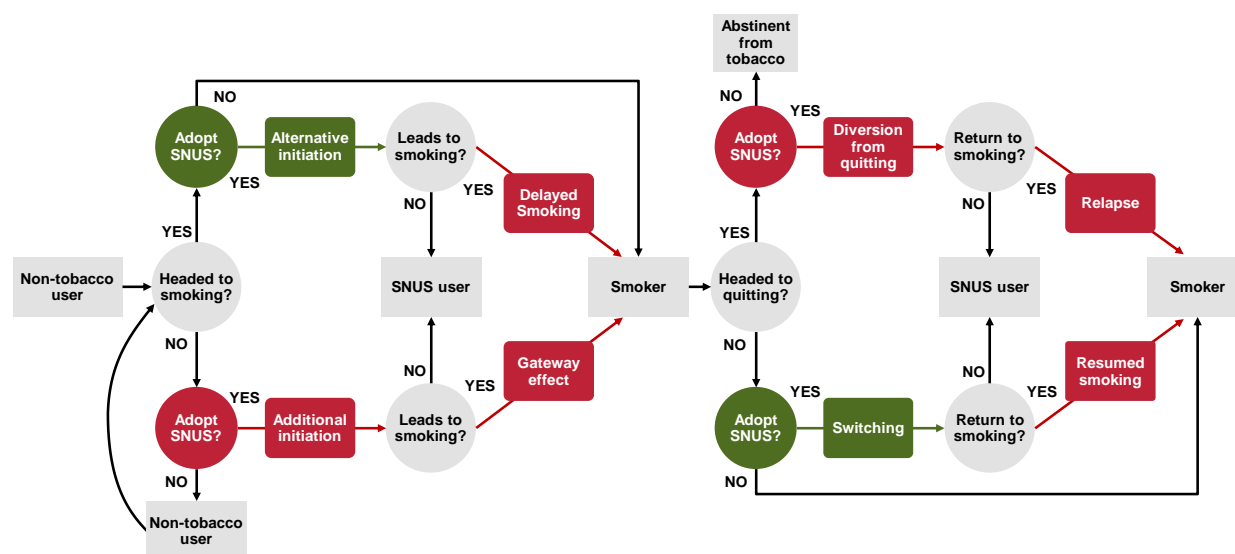 Abstinent
from
tobacco
NO
NO
YES
Adopt
SNUS?
Alternative
initiation
Leads to
smoking?
Adopt
SNUS?
Diversion
from
quitting
Return to
smoking?
YES
YES
YES
NO
Delayed
Smoking
NO
Relapse
YES
YES
Non-tobacco
user
Headed to
smoking?
SNUS user
Smoker
Headed to
quitting?
SNUS user
Smoker
NO
NO
NO
Gateway
effect
NO
Resumed
smoking
YES
YES
YES
YES
Adopt
SNUS?
Additional
initiation
Leads to
smoking?
Adopt
SNUS?
Switching
Return to
smoking?
NO
NO
Non-tobacco
user